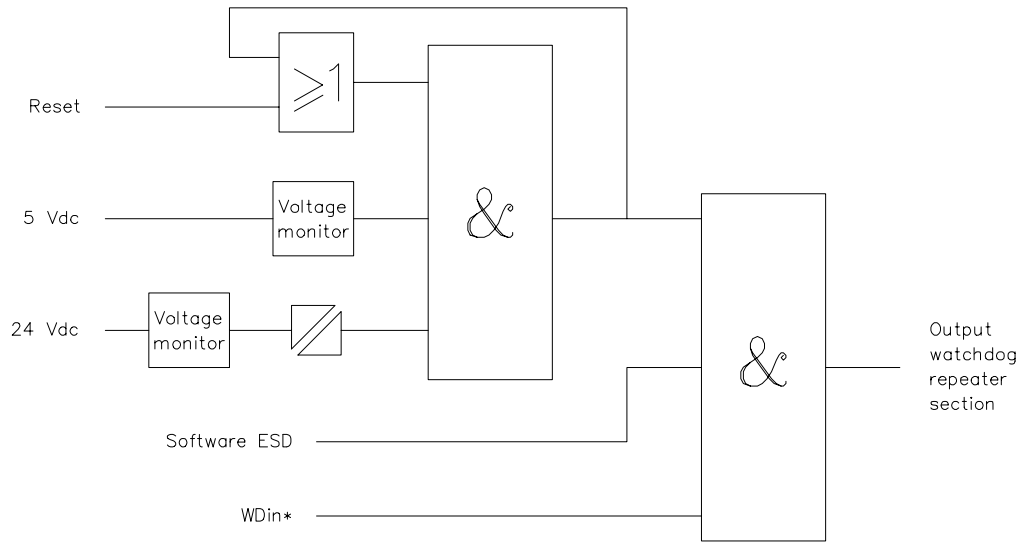 ≥1
Reset
5 Vdc
Voltage
monitor
&
24 Vdc
Voltage
monitor
&
Output
watchdog
repeater
section
Software ESD
WDin*